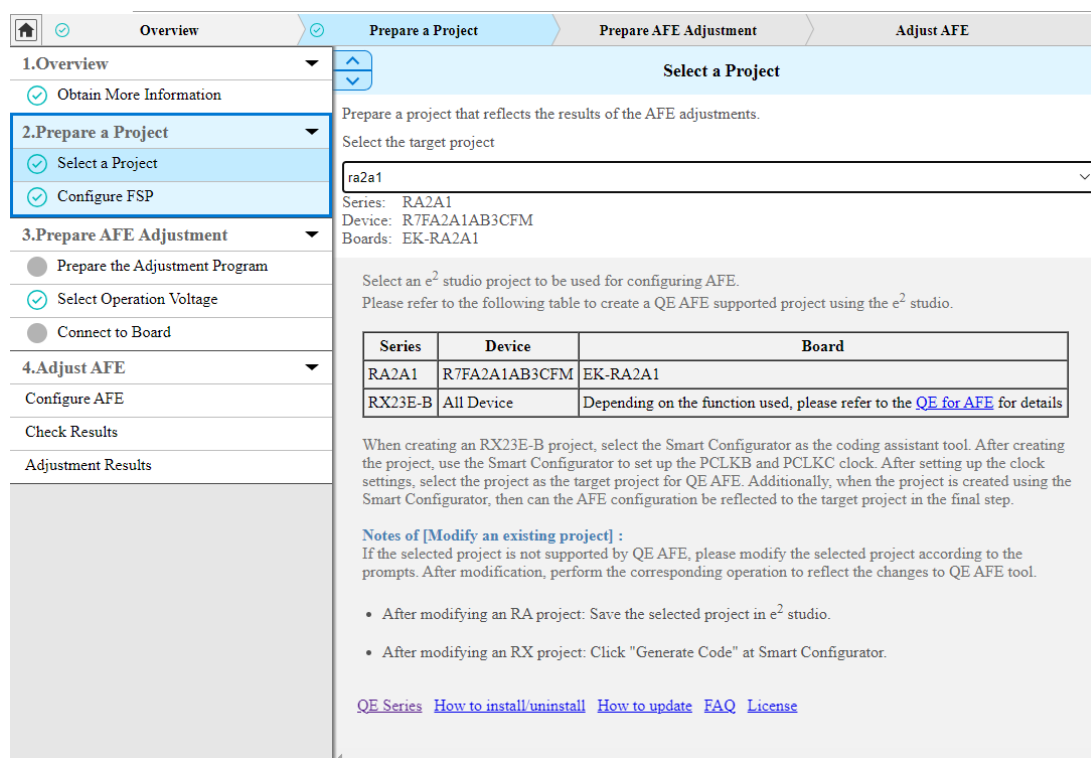 Overview
Prepare a Project
Prepare AFE Adjustment
Adjust AFE
1.Overview
Obtain More Information
2.Prepare a Project
Select a Project
Configure FSP
3.Prepare AFE Adjustment
Prepare the Adjustment Program
Select Operation Voltage
Connect to Board
4.Adjust AFE
Configure AFE
Check Results
Adjustment Results
Select a Project
Prepare a project that reflects the results of the AFE adjustments.
Select the target project
ra2a1
Series: RA2A1
Device: R7FA2A1AB3CFM
Boards: EK-RA2A1
Select an e² studio project to be used for configuring AFE.
Please refer to the following table to create a QE AFE supported project using the e² studio.
Series Device Board
RA2A1 R7FA2A1AB3CFM EK-RA2A1
RX23E-B All Device Depending on the function used, please refer to the QE for AFE for details
When creating an RX23E-B project, select the Smart Configurator as the coding assistant tool. After creating
the project, use the Smart Configurator to set up the PCLKB and PCLKC clock. After setting up the clock
settings, select the project as the target project for QE AFE. Additionally, when the project is created using the
Smart Configurator, then can the AFE configuration be reflected to the target project in the final step.
Notes of [Modify an existing project] :
If the selected project is not supported by QE AFE, please modify the selected project according to the
prompts. After modification, perform the corresponding operation to reflect the changes to QE AFE tool.
• After modifying an RA project: Save the selected project in e² studio.
• After modifying an RX project: Click "Generate Code" at Smart Configurator.
QE Series How to install/uninstall How to update FAQ License